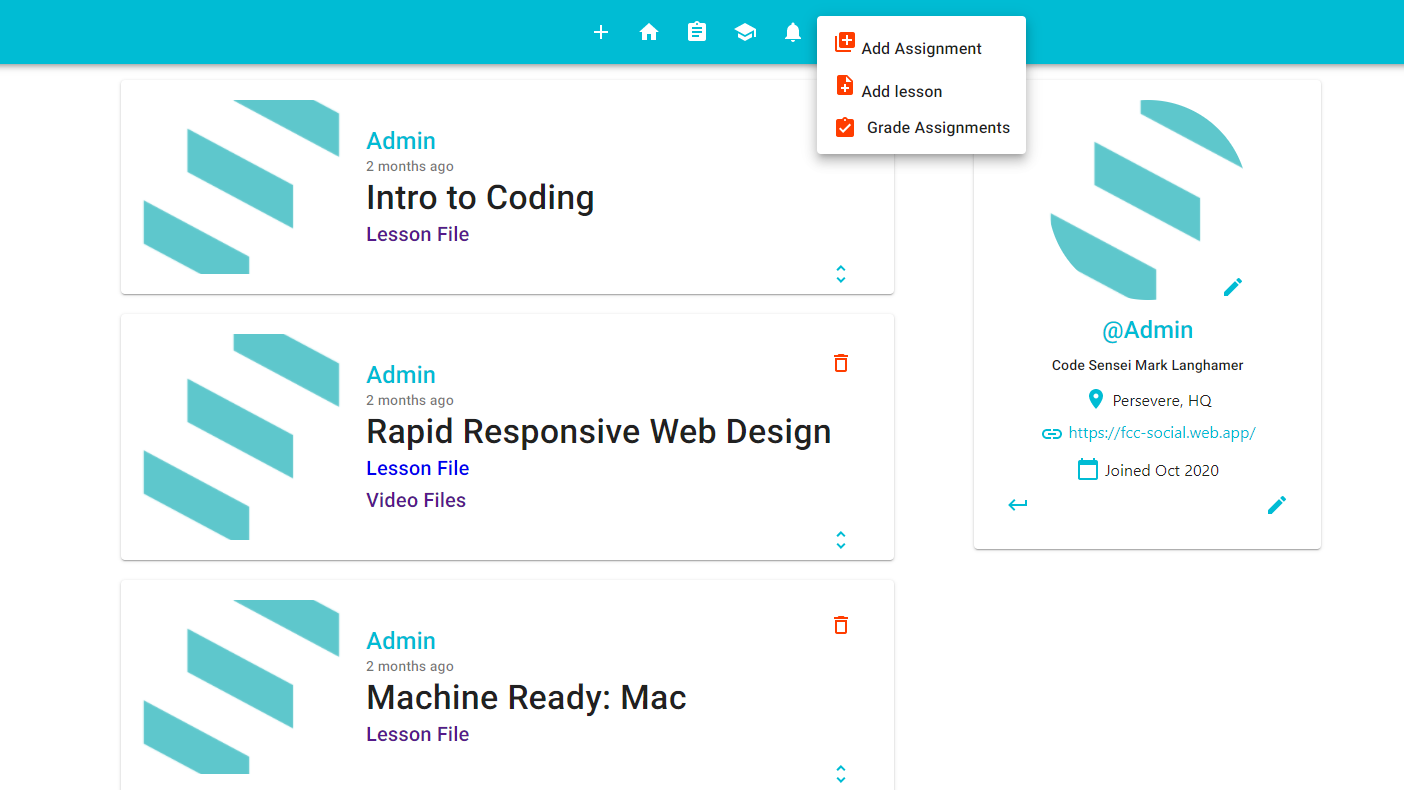 Add Assignment
Add lesson
Grade Assignments
Admin
2 months ago
Intro to Coding
Lesson File
Admin
2 months ago
Rapid Responsive Web Design
Lesson File
Video Files
Admin
2 months ago
Machine Ready: Mac
Lesson File
@Admin
Code Sensei Mark Langhamer
Persevere, HQ
https://fcc-social.web.app/
Joined Oct 2020